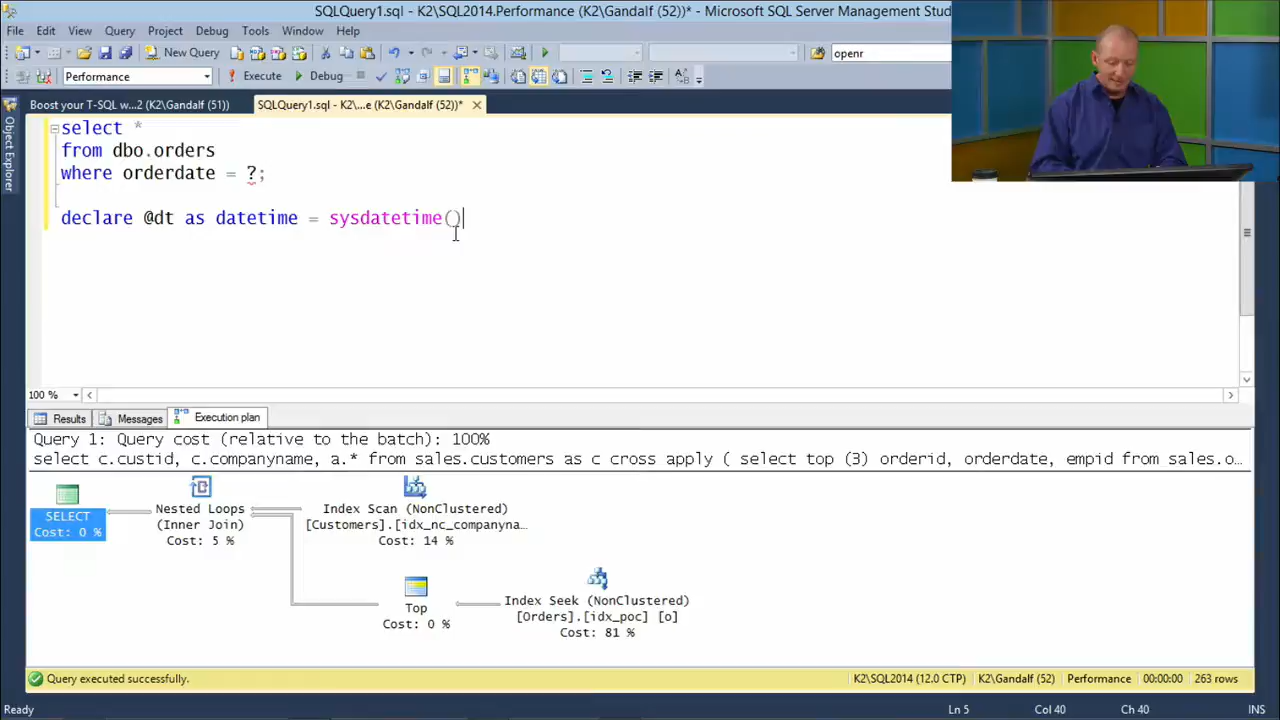 SQLQuery1.sql - K2\SQL2014.Performance (K2\Gandalf (52))* - Microsoft SQL Server Management Stud
File Edit View Query Project Debug Tools Window Help
New Query openr
Performance Execute Debug
Boost your T-SQL w...2 (K2\Gandalf (51)) SQLQuery1.sql - K2\...e (K2\Gandalf (52))*
Object Explorer
select *
from dbo.orders
where orderdate = ?;
declare @dt as datetime = sysdatetime()
100 %
Results Messages Execution plan
Query 1: Query cost (relative to the batch): 100%
select c.custid, c.companyname, a.* from sales.customers as c cross apply ( select top (3) orderid, orderdate, empid from sales.o...
SELECT
Cost: 0 %
Nested Loops
(Inner Join)
Cost: 5 %
Index Scan (NonClustered)
[Customers].[idx_nc_companyna...
Cost: 14 %
Top
Cost: 0 %
Index Seek (NonClustered)
[Orders].[idx_poc] [o]
Cost: 81 %
Query executed successfully. K2\SQL2014 (12.0 CTP) K2\Gandalf (52) Performance 00:00:00 263 rows
Ready Ln 5 Col 40 Ch 40 INS